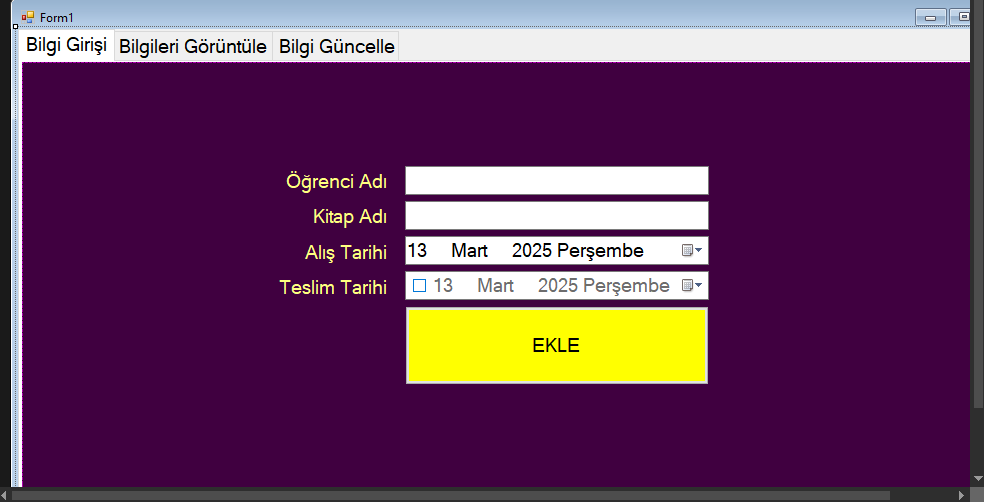 Form1
Bilgi Girişi Bilgileri Görüntüle Bilgi Güncelle
Öğrenci Adı
Kitap Adı
Alış Tarihi 13 Mart 2025 Perşembe
Teslim Tarihi 13 Mart 2025 Perşembe
EKLE